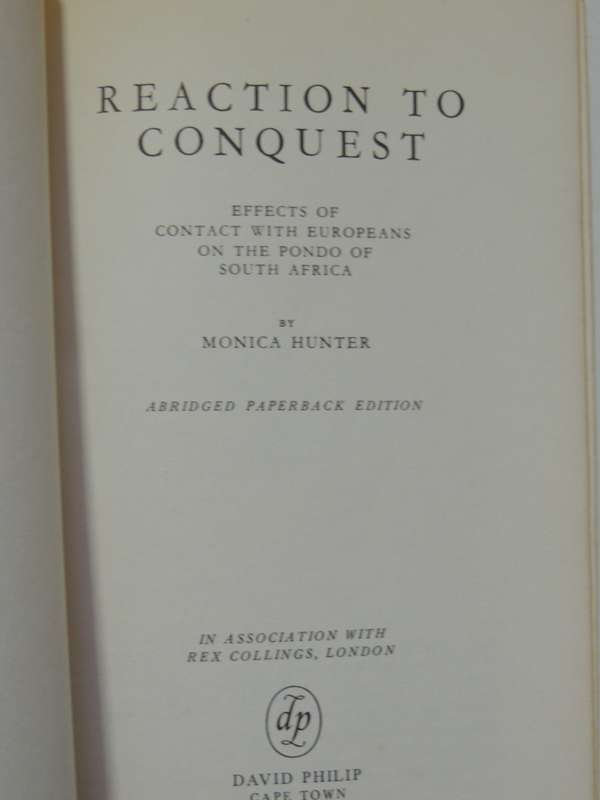 REACTION TO
CONQUEST
EFFECTS OF
CONTACT WITH EUROPEANS
ON THE PONDO OF
SOUTH AFRICA
BY
MONICA HUNTER
ABRIDGED PAPERBACK EDITION
IN ASSOCIATION WITH
REX COLLINGS, LONDON
dp
DAVID PHILIP
CAPE TOWN